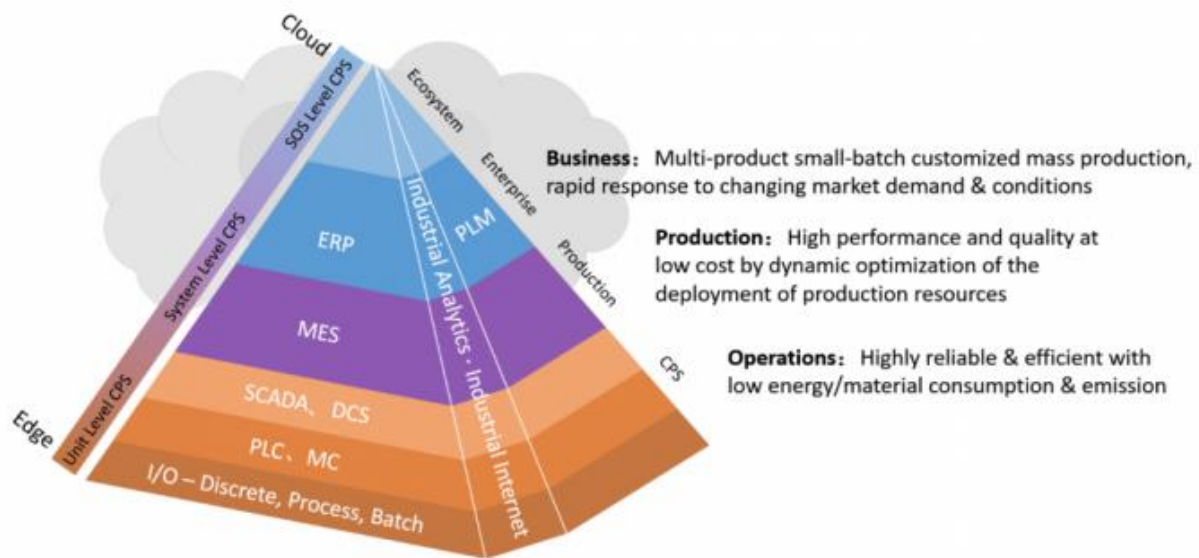 Cloud
SOS Level CPS
System Level CPS
Unit Level CPS
Edge
Ecosystem
Enterprise
Production
CPS
ERP
PLM
MES
SCADA、DCS
PLC、MC
I/O – Discrete, Process, Batch
Industrial Analytics · Industrial Internet
Business： Multi-product small-batch customized mass production,
rapid response to changing market demand & conditions
Production： High performance and quality at
low cost by dynamic optimization of the
deployment of production resources
Operations： Highly reliable & efficient with
low energy/material consumption & emission